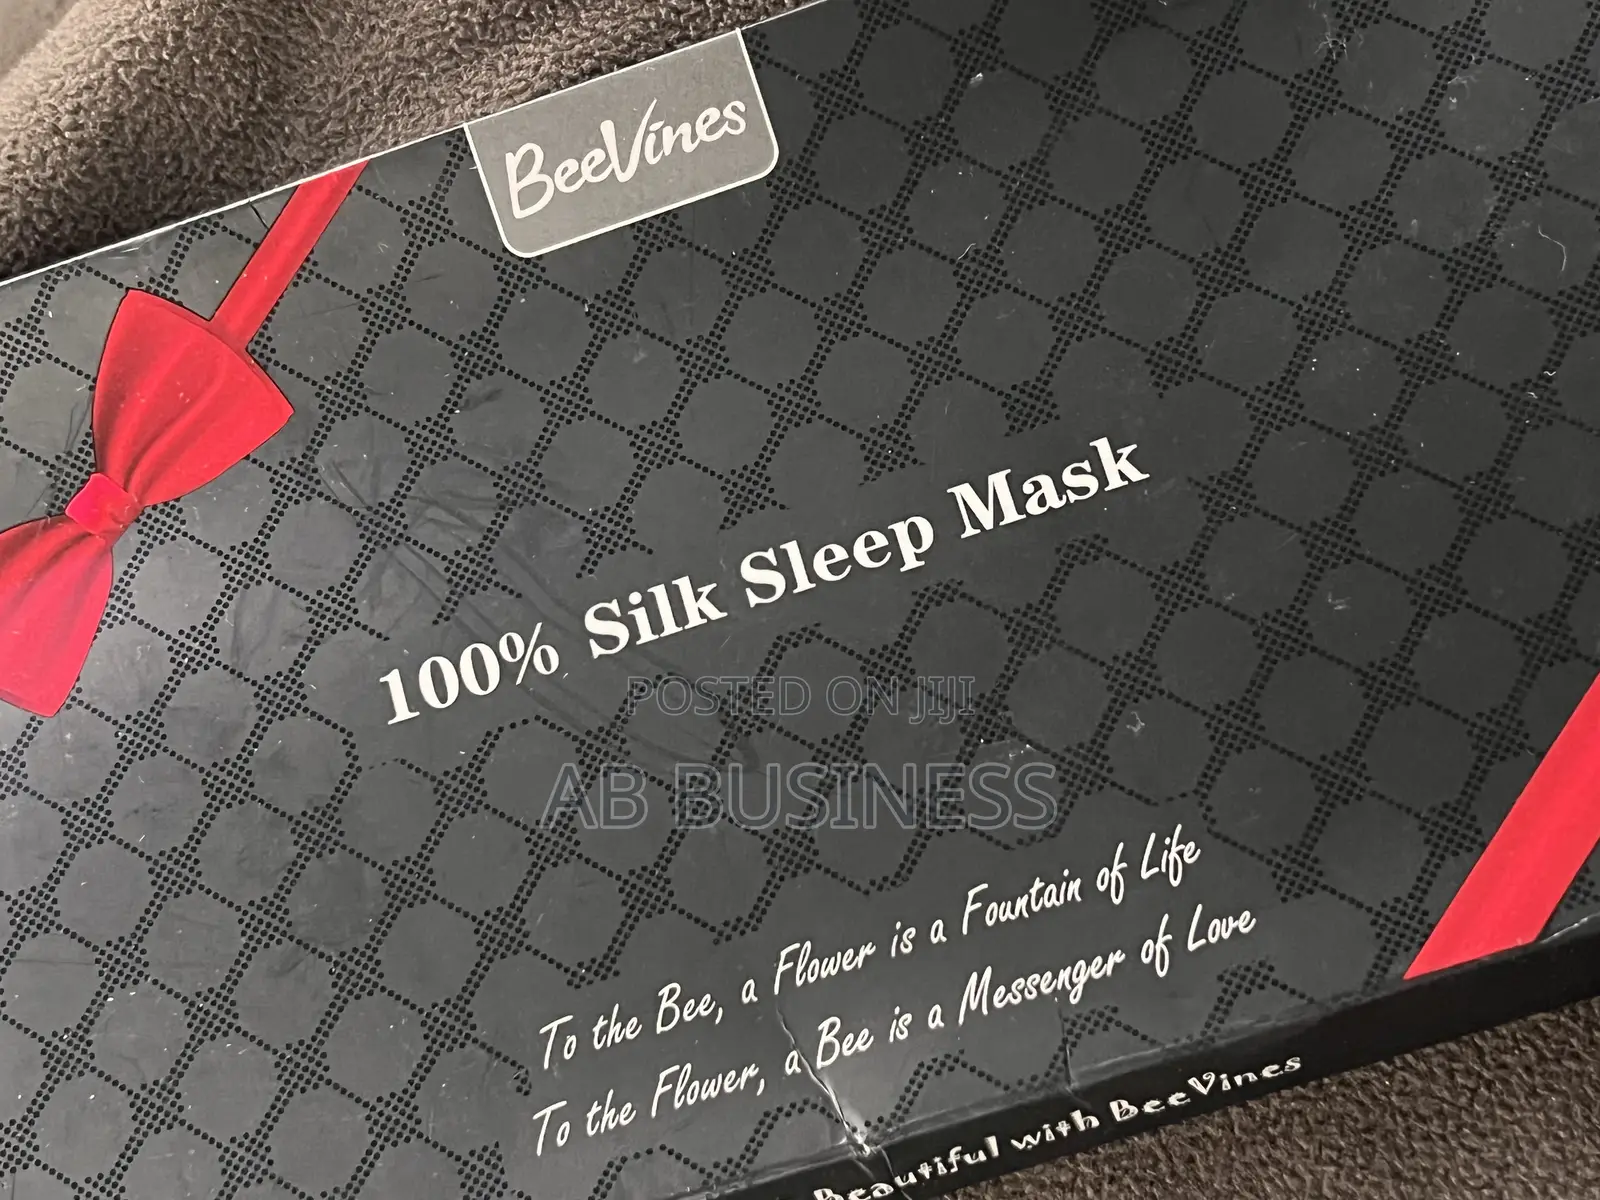 BeeVines
100% Silk Sleep Mask
POSTED ON JIJI
AB BUSINESS
To the Bee, a Flower is a Fountain of Life
To the Flower, a Bee is a Messenger of Love
Beautiful with BeeVines